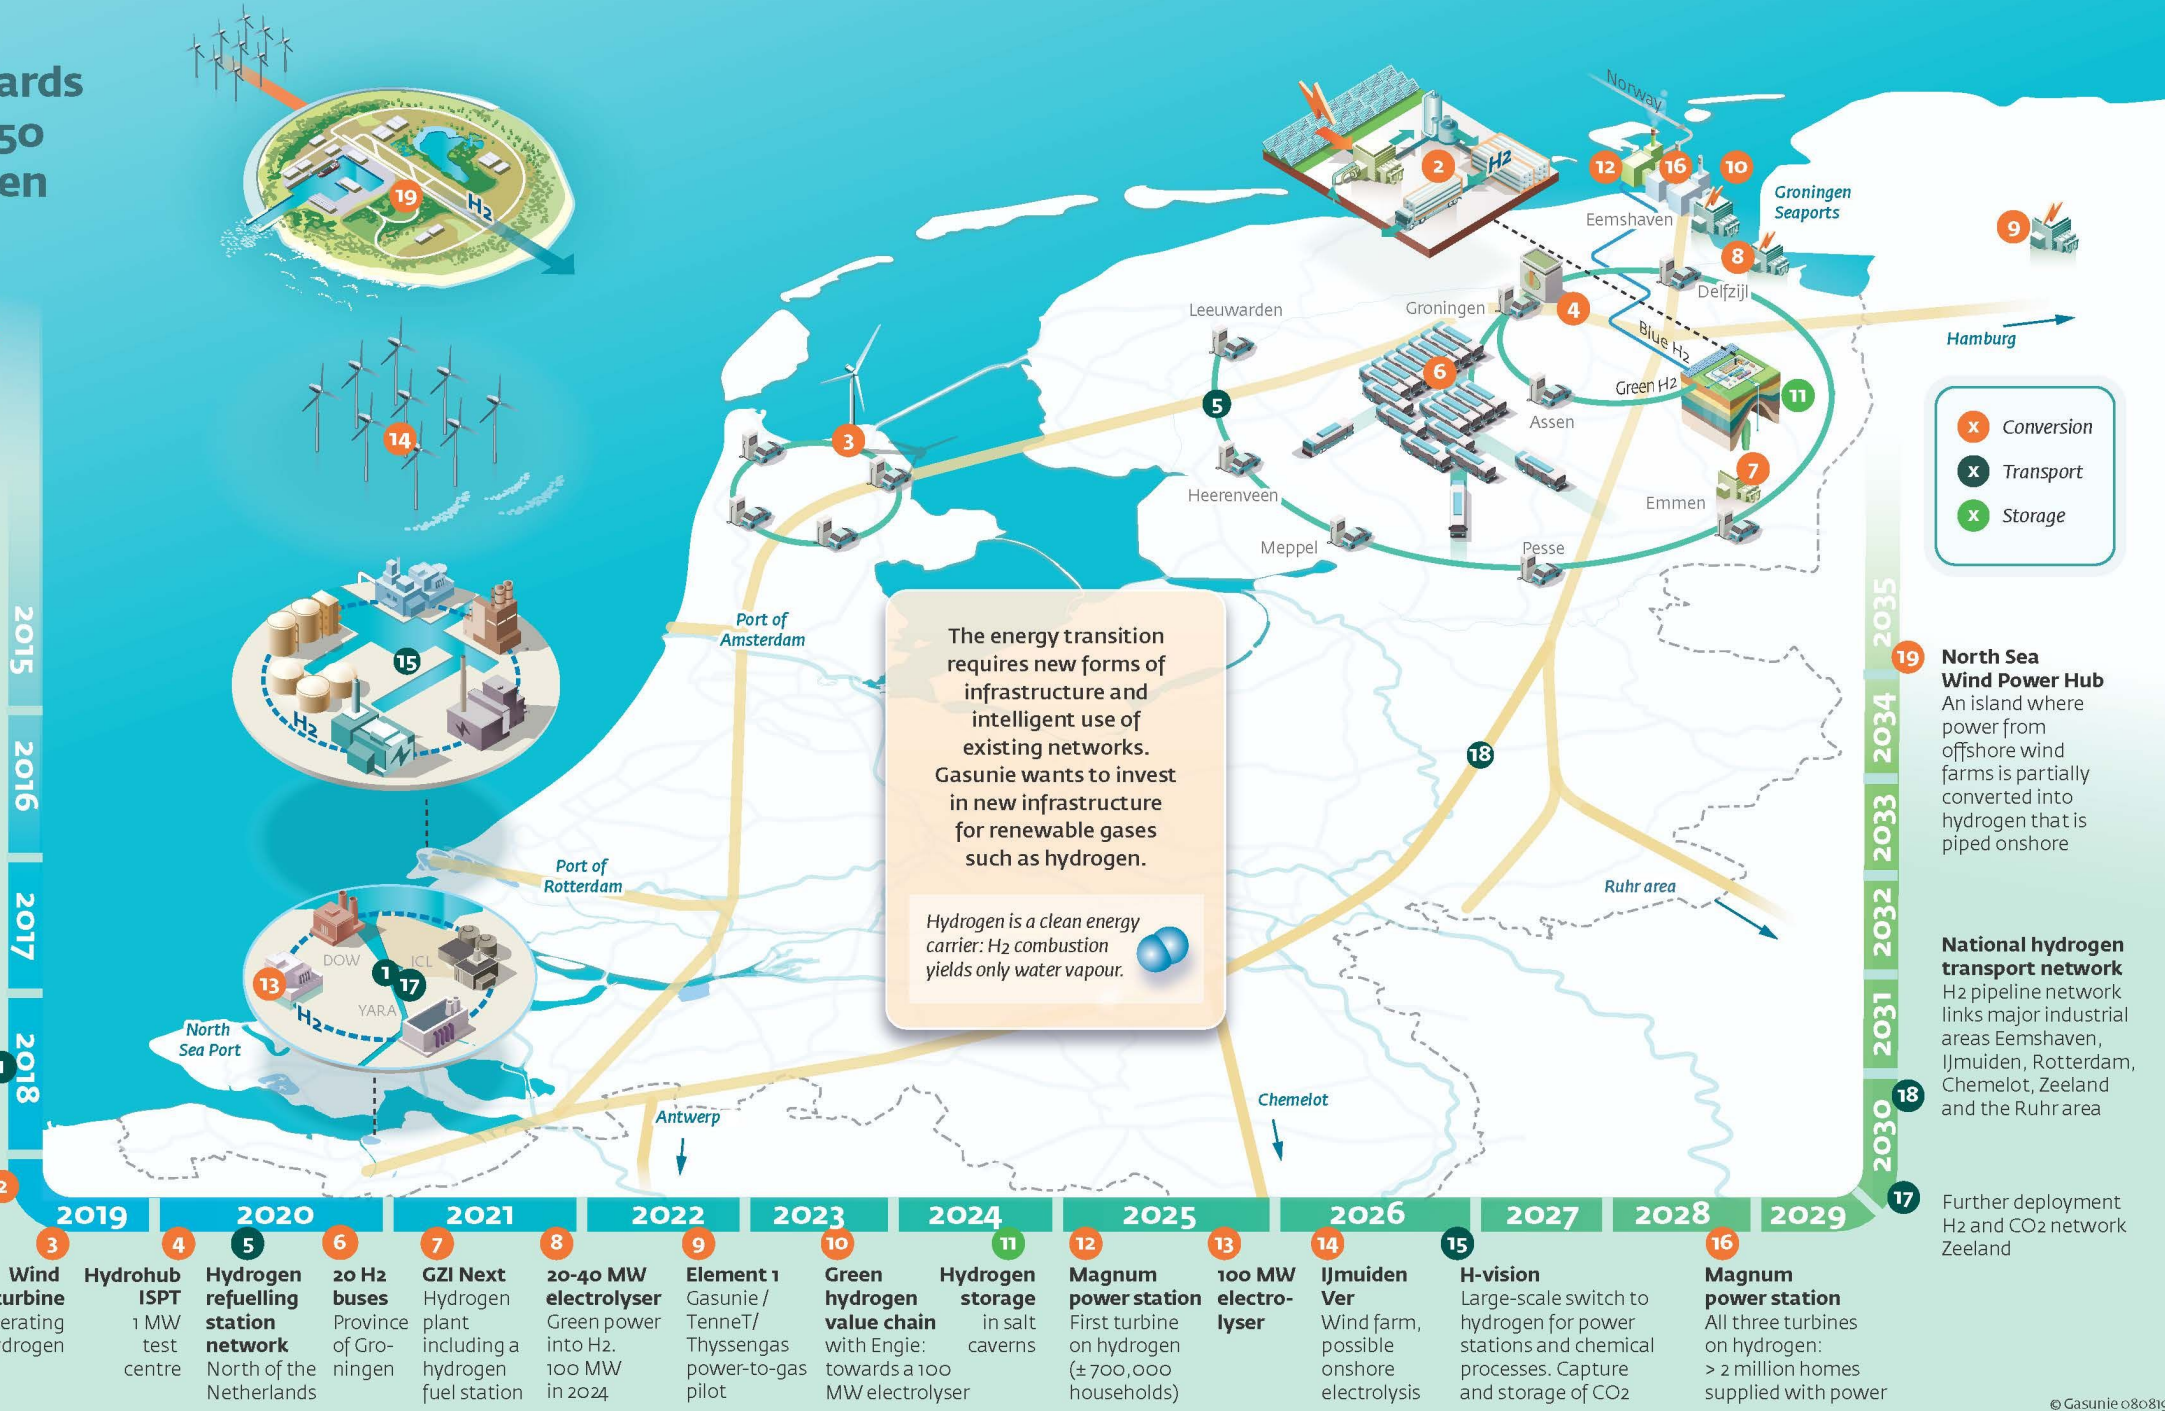 ards
50
en
19
H2
14
15
H2
13
DOW
ICL
1
17
YARA
H2
North
Sea Port
Port of
Rotterdam
Port of
Amsterdam
Antwerp
Chemelot
Ruhr area
18
3
5
Leeuwarden
Heerenveen
Meppel
Pesse
Emmen
Assen
Groningen
6
4
2
H2
Norway
12
16
10
Eemshaven
Groningen
Seaports
8
Delfzijl
9
Hamburg
Blue H2
Green H2
11
7
The energy transition
requires new forms of
infrastructure and
intelligent use of
existing networks.
Gasunie wants to invest
in new infrastructure
for renewable gases
such as hydrogen.
Hydrogen is a clean energy
carrier: H2 combustion
yields only water vapour.
X Conversion
X Transport
X Storage
2015
2016
2017
2018
2019
2020
2021
2022
2023
2024
2025
2026
2027
2028
2029
2030
2031
2032
2033
2034
2035
2
3
Wind
turbine
erating
drogen
4
Hydrohub
ISPT
1 MW
test
centre
5
Hydrogen
refuelling
station
network
North of the
Netherlands
6
20 H2
buses
Province
of Gro-
ningen
7
GZI Next
Hydrogen
plant
including a
hydrogen
fuel station
8
20-40 MW
electrolyser
Green power
into H2.
100 MW
in 2024
9
Element 1
Gasunie /
TenneT/
Thyssengas
power-to-gas
pilot
10
Green
hydrogen
value chain
with Engie:
towards a 100
MW electrolyser
11
Hydrogen
storage
in salt
caverns
12
Magnum
power station
First turbine
on hydrogen
(± 700,000
households)
13
100 MW
electro-
lyser
14
IJmuiden
Ver
Wind farm,
possible
onshore
electrolysis
15
H-vision
Large-scale switch to
hydrogen for power
stations and chemical
processes. Capture
and storage of CO2
16
Magnum
power station
All three turbines
on hydrogen:
> 2 million homes
supplied with power
17
Further deployment
H2 and CO2 network
Zeeland
18
National hydrogen
transport network
H2 pipeline network
links major industrial
areas Eemshaven,
IJmuiden, Rotterdam,
Chemelot, Zeeland
and the Ruhr area
19
North Sea
Wind Power Hub
An island where
power from
offshore wind
farms is partially
converted into
hydrogen that is
piped onshore
© Gasunie 080819